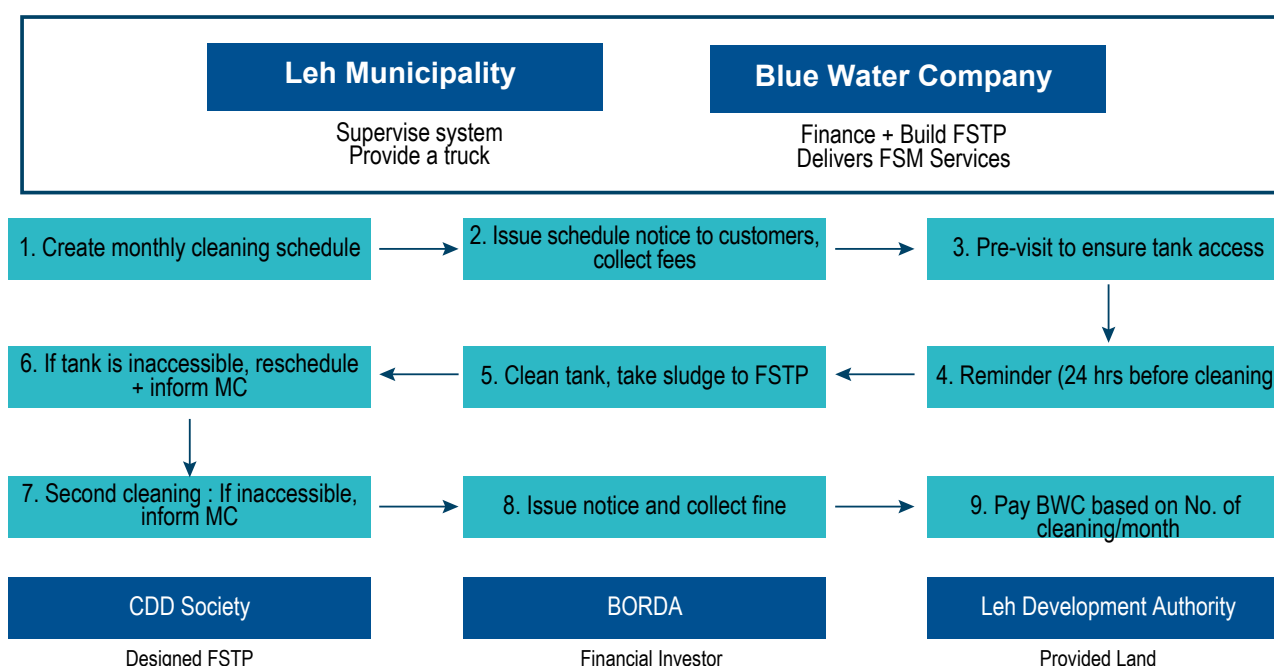 Leh Municipality
Supervise system
Provide a truck
Blue Water Company
Finance + Build FSTP
Delivers FSM Services
1. Create monthly cleaning schedule
2. Issue schedule notice to customers,
collect fees
3. Pre-visit to ensure tank access
4. Reminder (24 hrs before cleaning
5. Clean tank, take sludge to FSTP
6. If tank is inaccessible, reschedule
+ inform MC
7. Second cleaning : If inaccessible,
inform MC
8. Issue notice and collect fine
9. Pay BWC based on No. of
cleaning/month
CDD Society
Designed FSTP
BORDA
Financial Investor
Leh Development Authority
Provided Land